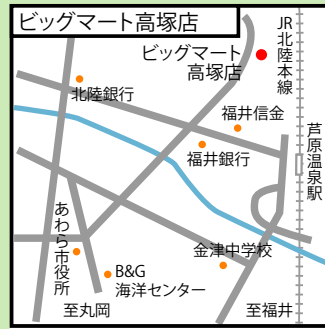 ビッグマート高塚店
ビッグマート
高塚店
JR北陸本線
北陸銀行
福井信金
福井銀行
芦原温泉駅
あわら市役所
金津中学校
B&G
海洋センター
至丸岡
至福井